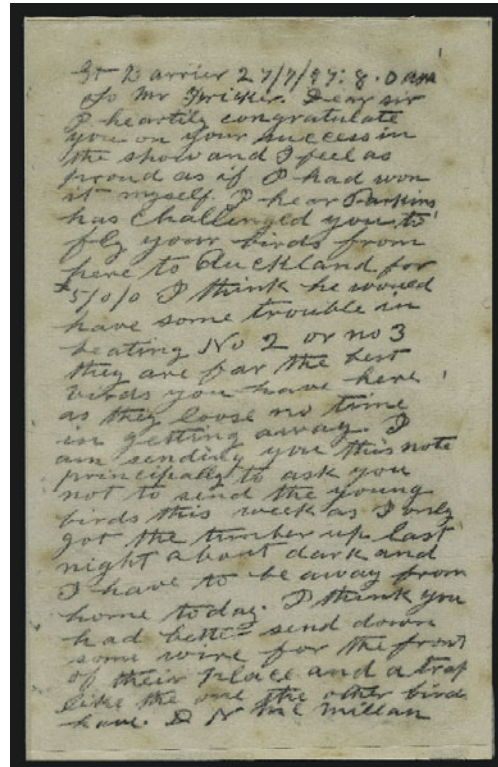 Gt Barrier 27/7/97: 8.0 AM
To Mr Fricker. Dear sir
I heartily congratulate
you on your success in
the show and I feel as
proud as if I had won
it myself. I hear Parkins
has challenged you to
fly your birds from
here to Auckland for
£5/0/0 I think he would
have some trouble in
beating No 2 or no 3
they are far the best
birds you have here
as they loose no time
in getting away. I
am sending you this note
principally to ask you
not to send the young
birds this week as I only
got the timber up last
night about dark and
I have to be away from
home today. I think you
had better send down
some wire for the front
of their place and a trap
like the one the other birds
have. D N McMillan